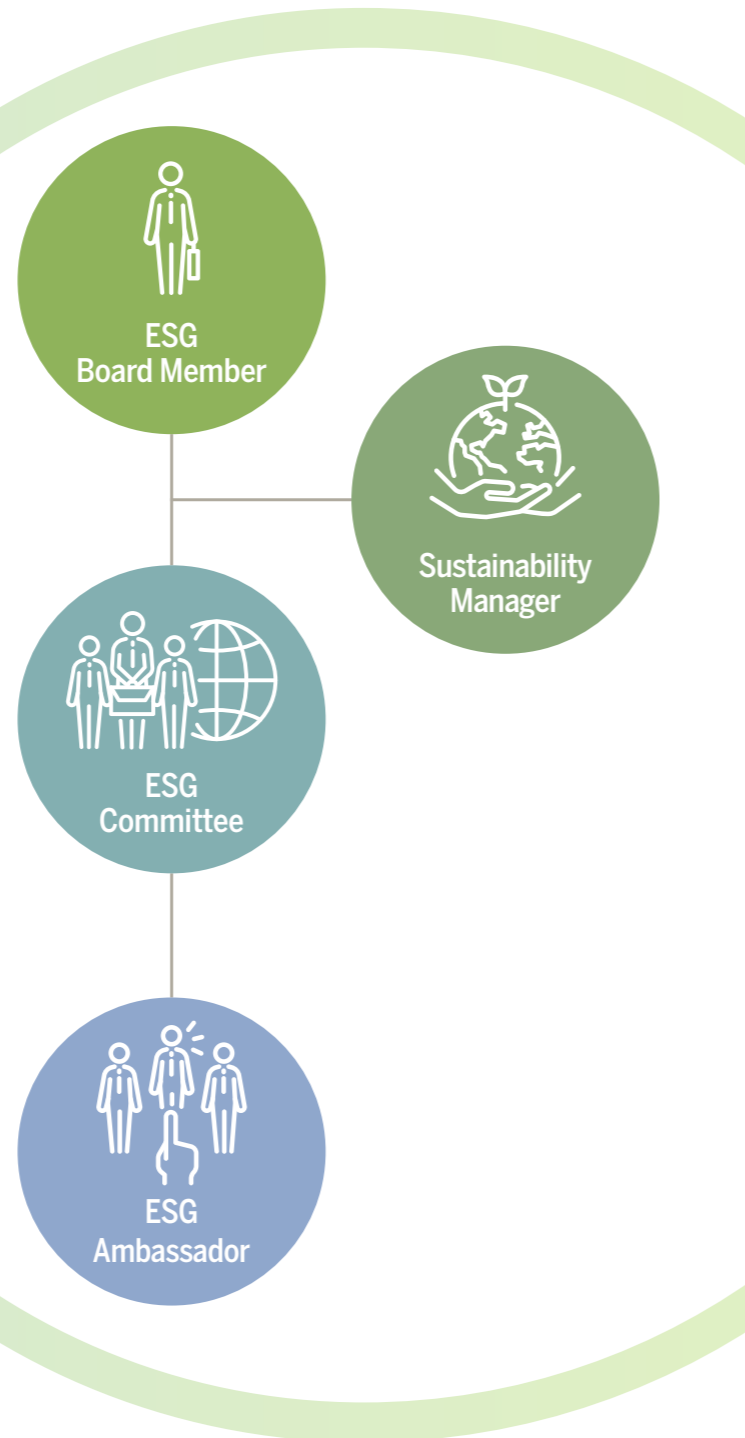 ESG
Board Member
Sustainability
Manager
ESG
Committee
ESG
Ambassador